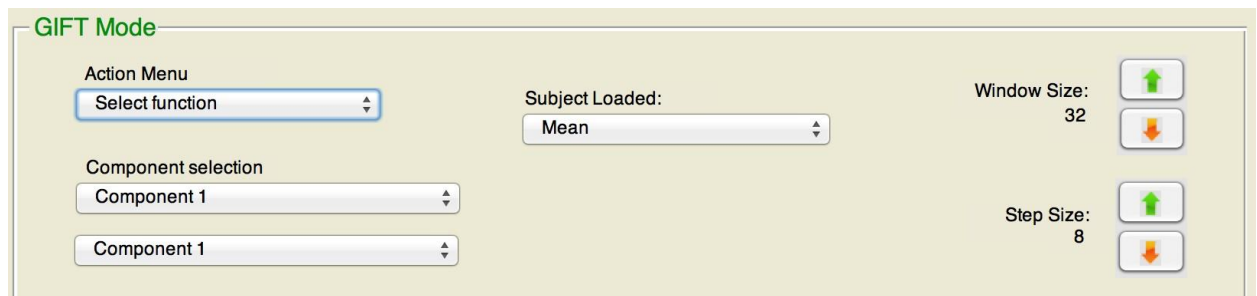 GIFT Mode
Action Menu
Select function
Component selection
Component 1
Component 1
Subject Loaded:
Mean
Window Size:
32
Step Size:
8